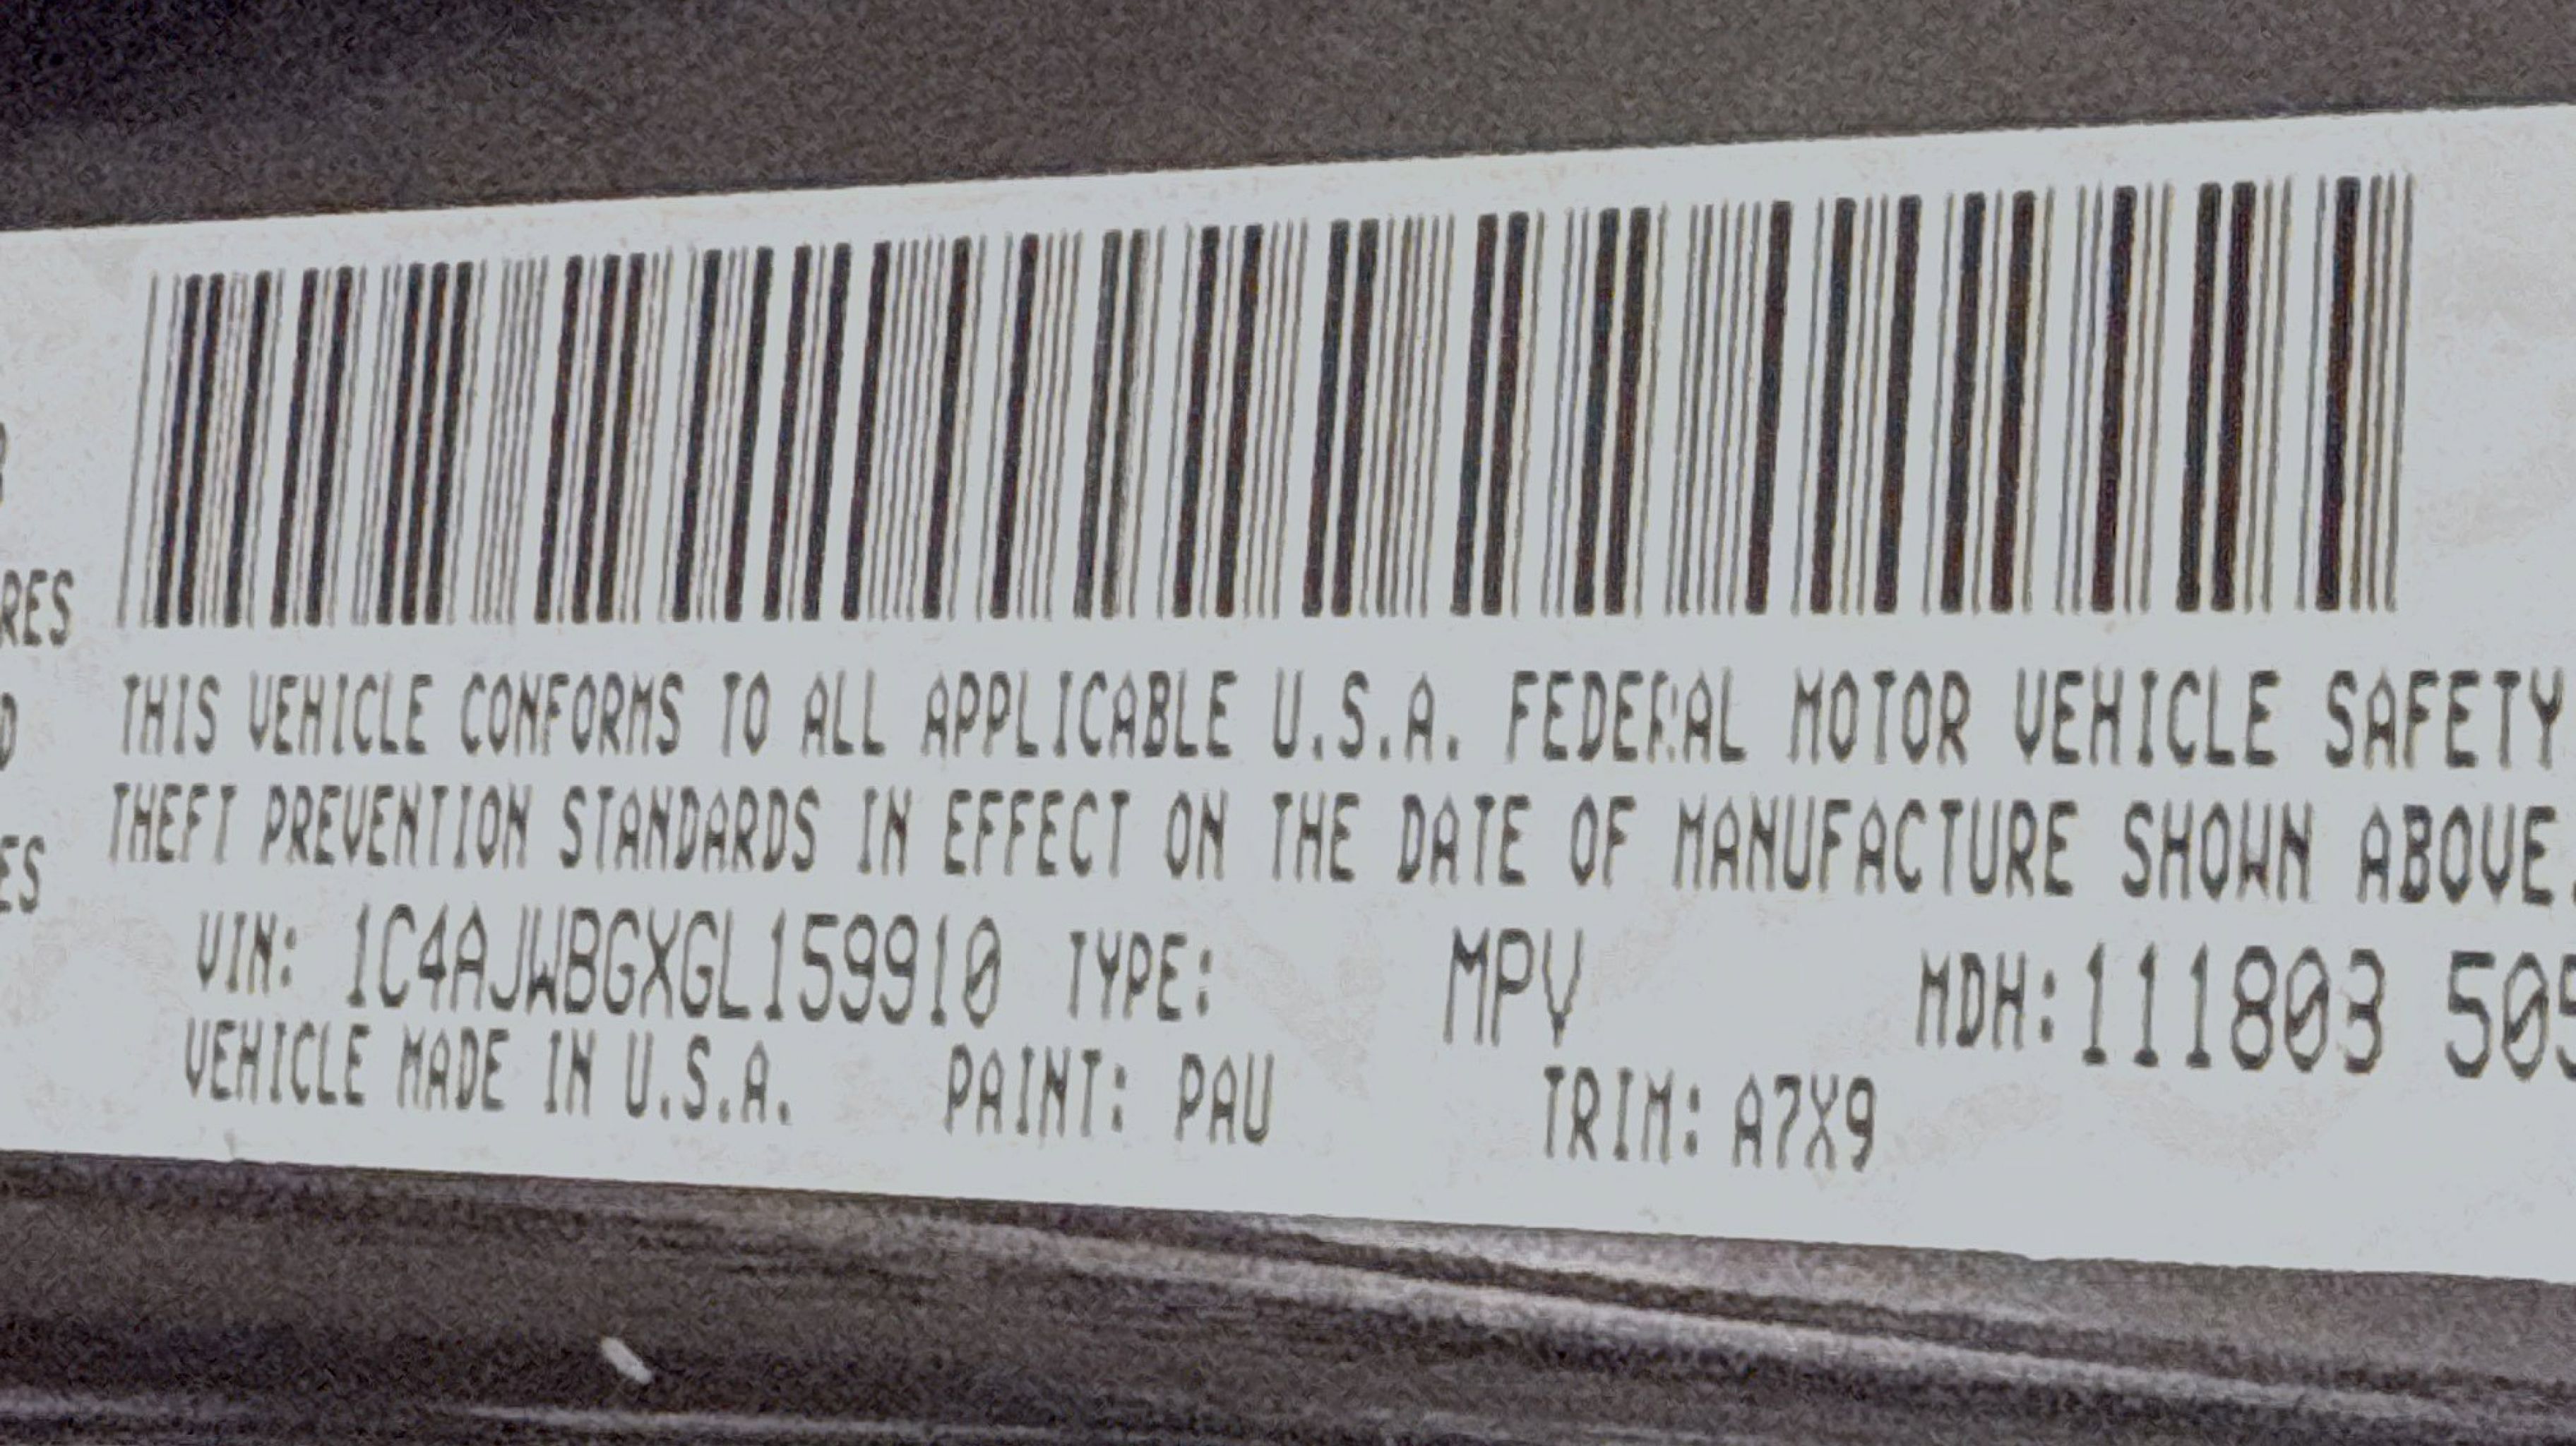 RES
THIS VEHICLE CONFORMS TO ALL APPLICABLE U.S.A. FEDERAL MOTOR VEHICLE SAFETY
THEFT PREVENTION STANDARDS IN EFFECT ON THE DATE OF MANUFACTURE SHOWN ABOVE.
ES
VIN: 1C4AJWBGXGL159910 TYPE: MPV MDH: 111803 505
VEHICLE MADE IN U.S.A. PAINT: PAU TRIM: A7X9